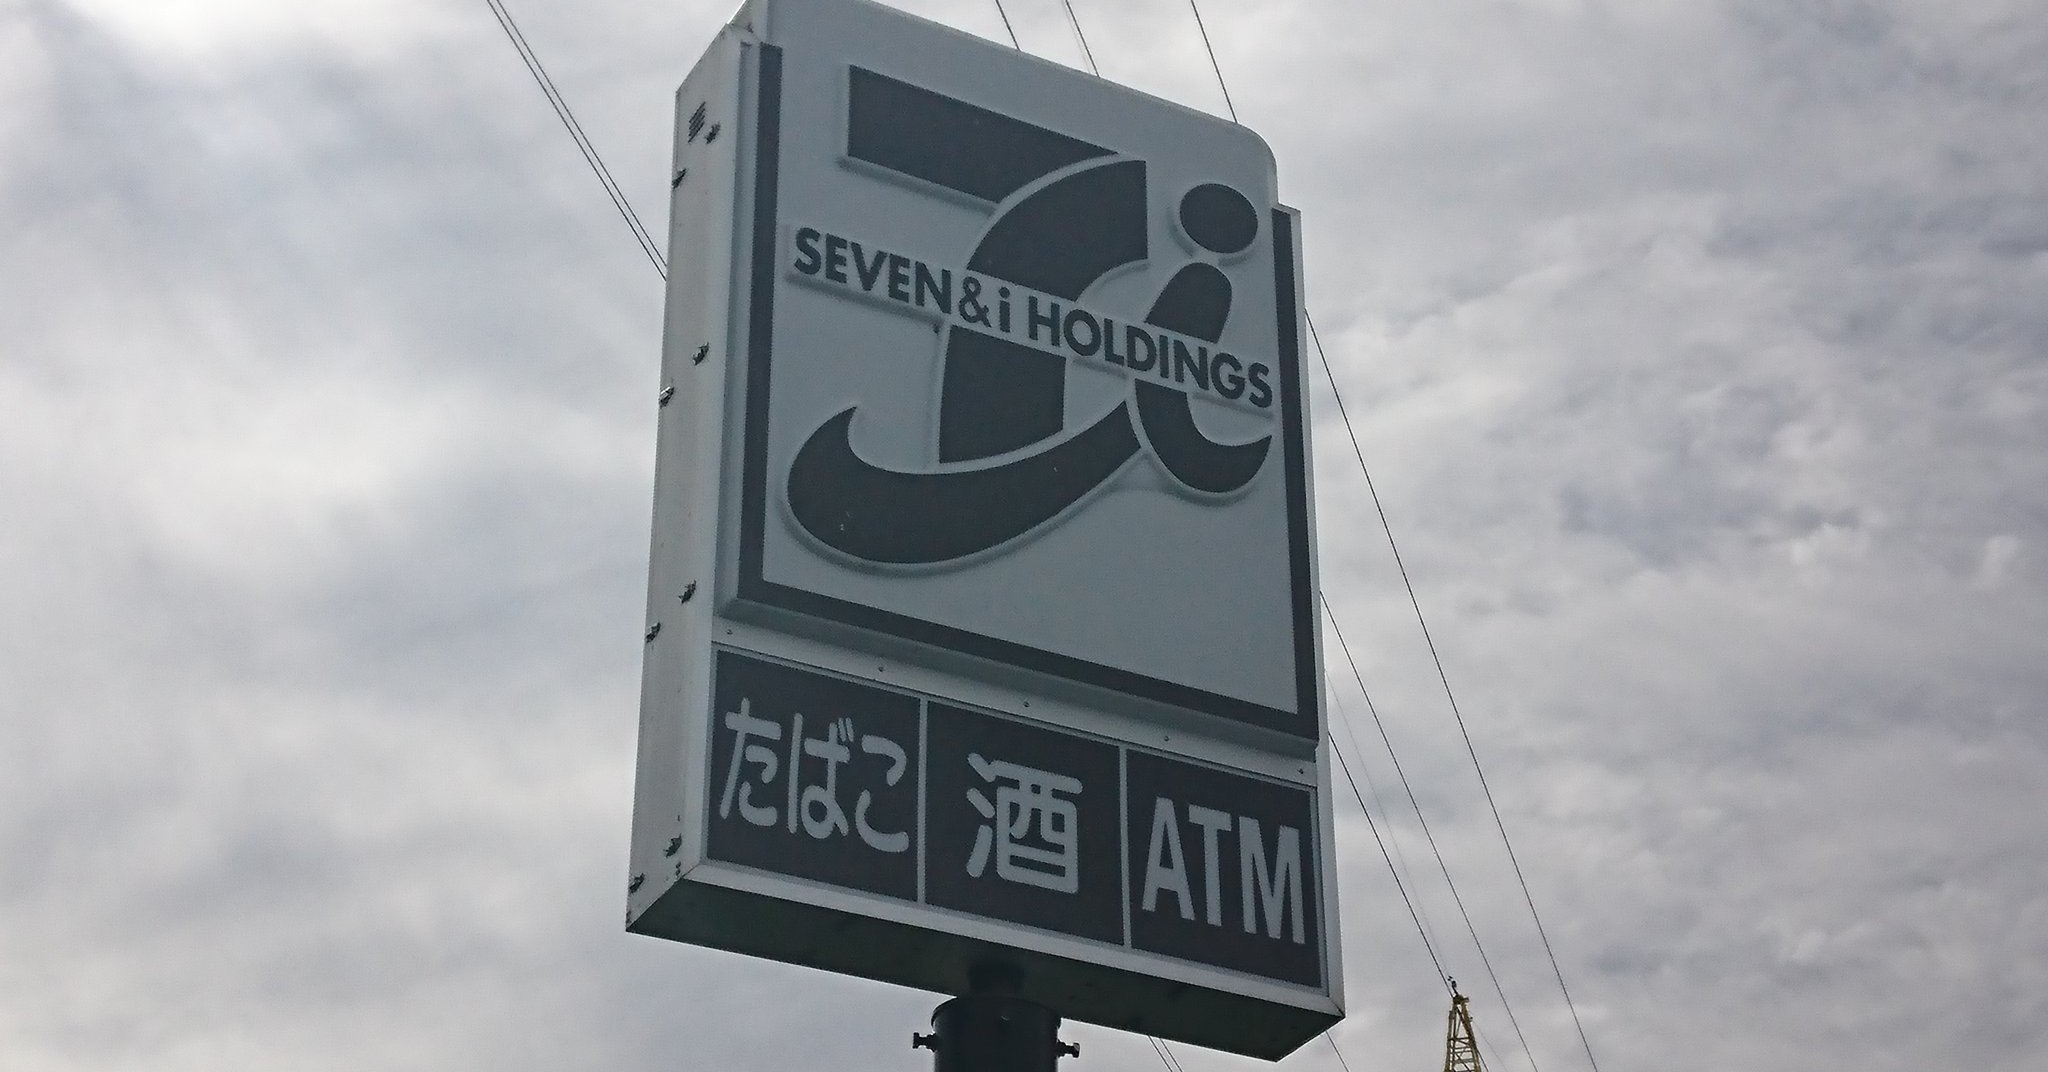 SEVEN&i HOLDINGS
たばこ 酒 ATM